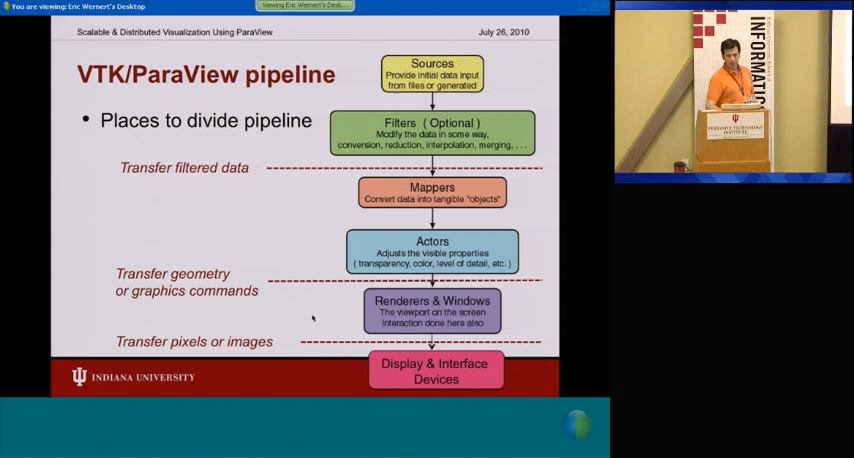 You are viewing: Eric Wernert's Desktop
Viewing Eric Wernert's Desk...
Scalable & Distributed Visualization Using ParaView
July 26, 2010
VTK/ParaView pipeline
• Places to divide pipeline
Transfer filtered data
Transfer geometry
or graphics commands
Transfer pixels or images
Sources
Provide initial data input
from files or generated
Filters ( Optional )
Modify the data in some way,
conversion, reduction, interpolation, merging, . . .
Mappers
Convert data into tangible "objects"
Actors
Adjusts the visible properties
( transparency, color, level of detail, etc. )
Renderers & Windows
The viewport on the screen
interaction done here also
Display & Interface
Devices
INDIANA UNIVERSITY
INFORMATIC
PERVASIVE TECHNOLOGY
INSTITUTE